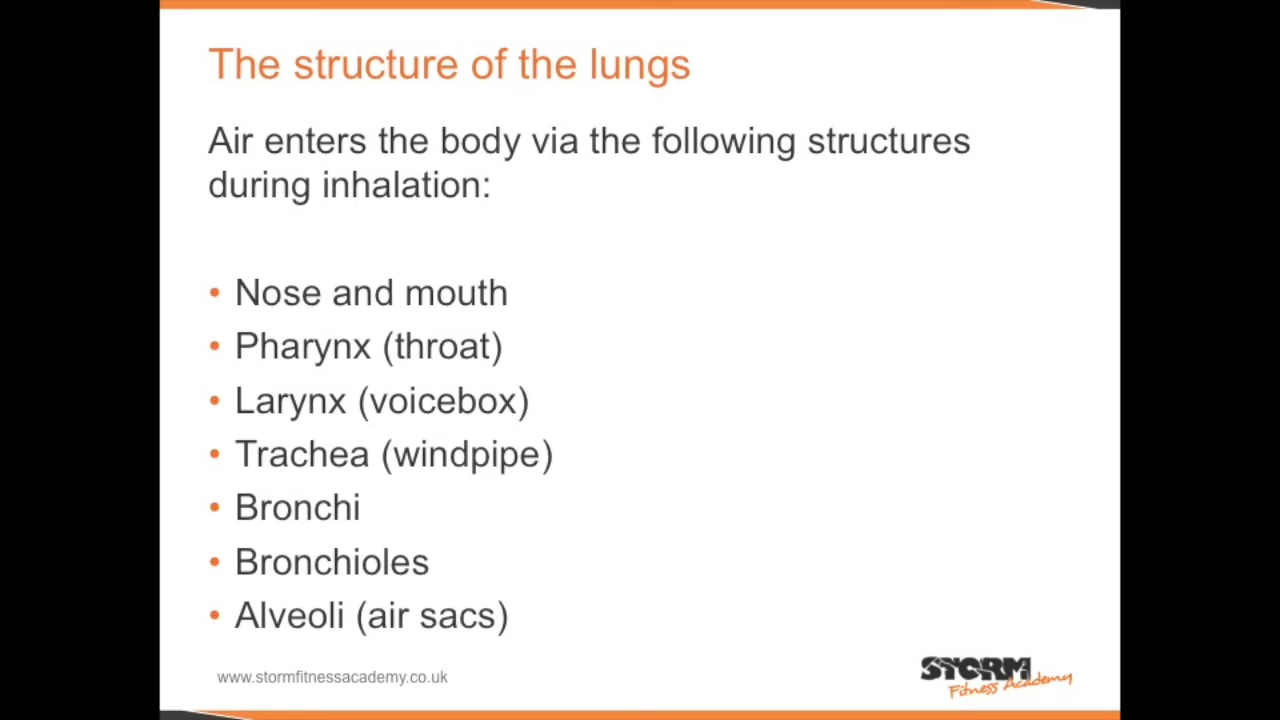 The structure of the lungs
Air enters the body via the following structures
during inhalation:
• Nose and mouth
• Pharynx (throat)
• Larynx (voicebox)
• Trachea (windpipe)
• Bronchi
• Bronchioles
• Alveoli (air sacs)
www.stormfitnessacademy.co.uk
STORM
Fitness Academy